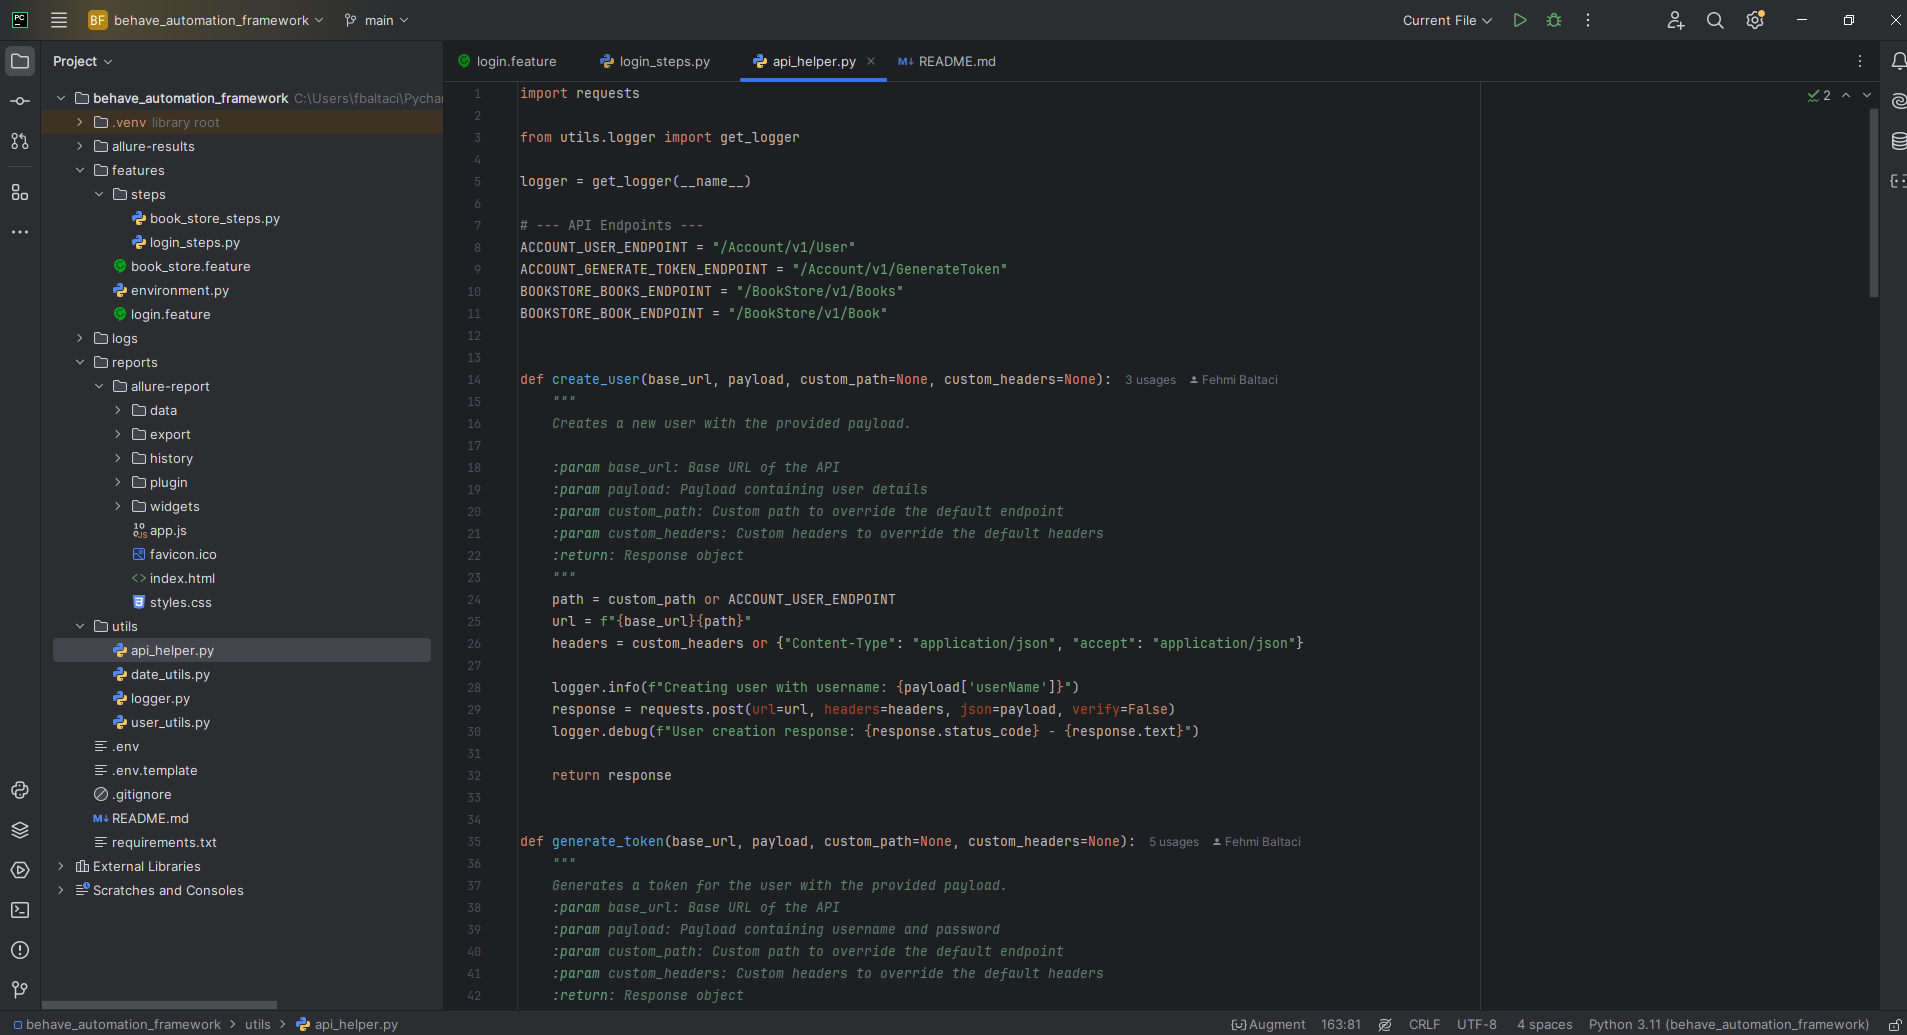 BF behave_automation_framework main Current File
Project
behave_automation_framework C:\Users\fbaltaci\Pychar
.venv library root
allure-results
features
steps
book_store_steps.py
login_steps.py
book_store.feature
environment.py
login.feature
logs
reports
allure-report
data
export
history
plugin
widgets
app.js
favicon.ico
index.html
styles.css
utils
api_helper.py
date_utils.py
logger.py
user_utils.py
.env
.env.template
.gitignore
README.md
requirements.txt
External Libraries
Scratches and Consoles
login.feature login_steps.py api_helper.py README.md
2
1 import requests
2
3 from utils.logger import get_logger
4
5 logger = get_logger(__name__)
6
7 # --- API Endpoints ---
8 ACCOUNT_USER_ENDPOINT = "/Account/v1/User"
9 ACCOUNT_GENERATE_TOKEN_ENDPOINT = "/Account/v1/GenerateToken"
10 BOOKSTORE_BOOKS_ENDPOINT = "/BookStore/v1/Books"
11 BOOKSTORE_BOOK_ENDPOINT = "/BookStore/v1/Book"
12
13
14 def create_user(base_url, payload, custom_path=None, custom_headers=None): 3 usages Fehmi Baltaci
15 """
16 Creates a new user with the provided payload.
17
18 :param base_url: Base URL of the API
19 :param payload: Payload containing user details
20 :param custom_path: Custom path to override the default endpoint
21 :param custom_headers: Custom headers to override the default headers
22 :return: Response object
23 """
24 path = custom_path or ACCOUNT_USER_ENDPOINT
25 url = f"{base_url}{path}"
26 headers = custom_headers or {"Content-Type": "application/json", "accept": "application/json"}
27
28 logger.info(f"Creating user with username: {payload['userName']}")
29 response = requests.post(url=url, headers=headers, json=payload, verify=False)
30 logger.debug(f"User creation response: {response.status_code} - {response.text}")
31
32 return response
33
34
35 def generate_token(base_url, payload, custom_path=None, custom_headers=None): 5 usages Fehmi Baltaci
36 """
37 Generates a token for the user with the provided payload.
38 :param base_url: Base URL of the API
39 :param payload: Payload containing username and password
40 :param custom_path: Custom path to override the default endpoint
41 :param custom_headers: Custom headers to override the default headers
42 :return: Response object
behave_automation_framework > utils > api_helper.py Augment 163:81 CRLF UTF-8 4 spaces Python 3.11 (behave_automation_framework)